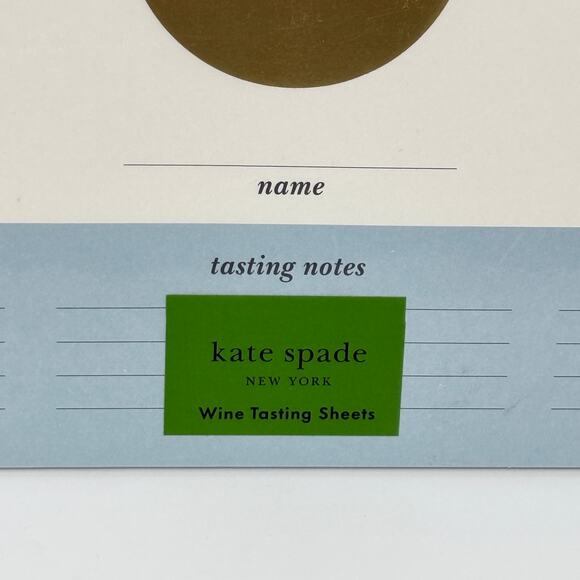 name
tasting notes
kate spade
NEW YORK
Wine Tasting Sheets